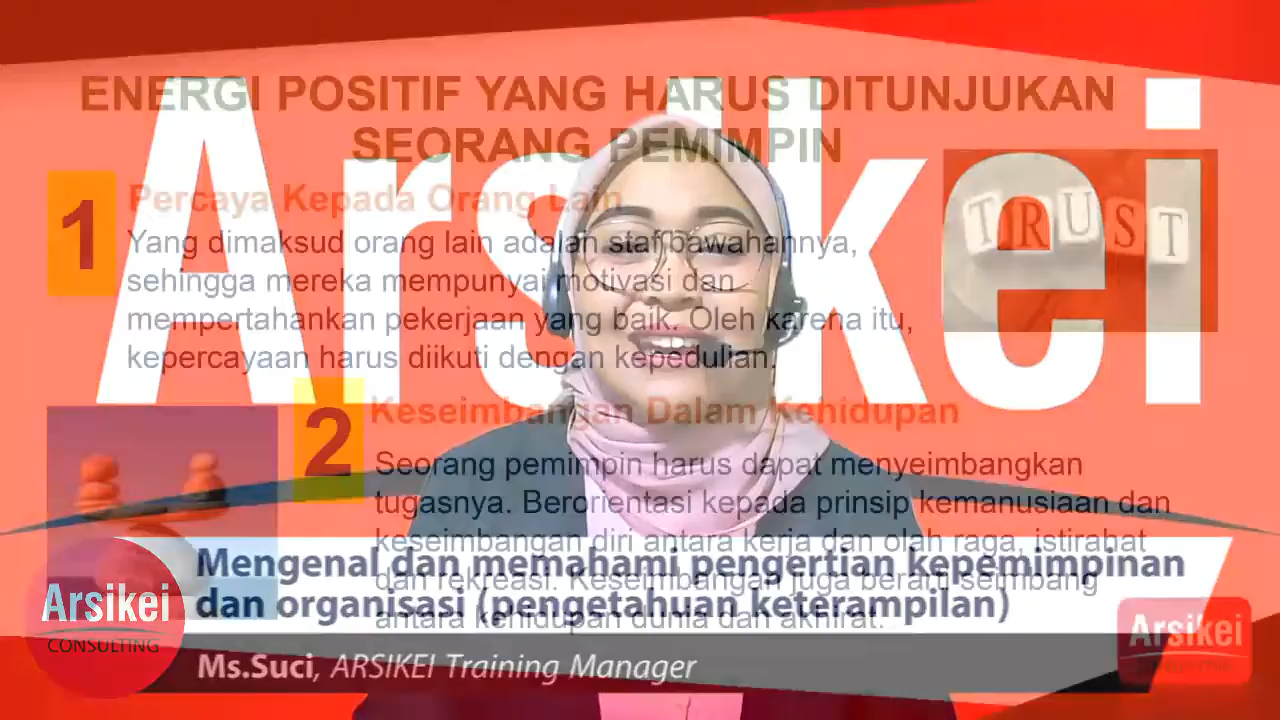 ENERGI POSITIF YANG HARUS DITUNJUKAN
SEORANG PEMIMPIN
Arsikei
TRUST
1
Percaya Kepada Orang Lain
Yang dimaksud orang lain adalah staf bawahannya,
sehingga mereka mempunyai motivasi dan
mempertahankan pekerjaan yang baik. Oleh karena itu,
kepercayaan harus diikuti dengan kepedulian.
2
Keseimbangan Dalam Kehidupan
Seorang pemimpin harus dapat menyeimbangkan
tugasnya. Berorientasi kepada prinsip kemanusiaan dan
keseimbangan diri antara kerja dan olah raga, istirahat
dan rekreasi. Keseimbangan juga berarti seimbang
antara kehidupan dunia dan akhirat.
Mengenal dan memahami pengertian kepemimpinan
dan organisasi (pengetahuan keterampilan)
Arsikei
CONSULTING
Ms.Suci, ARSIKEI Training Manager
Arsikei